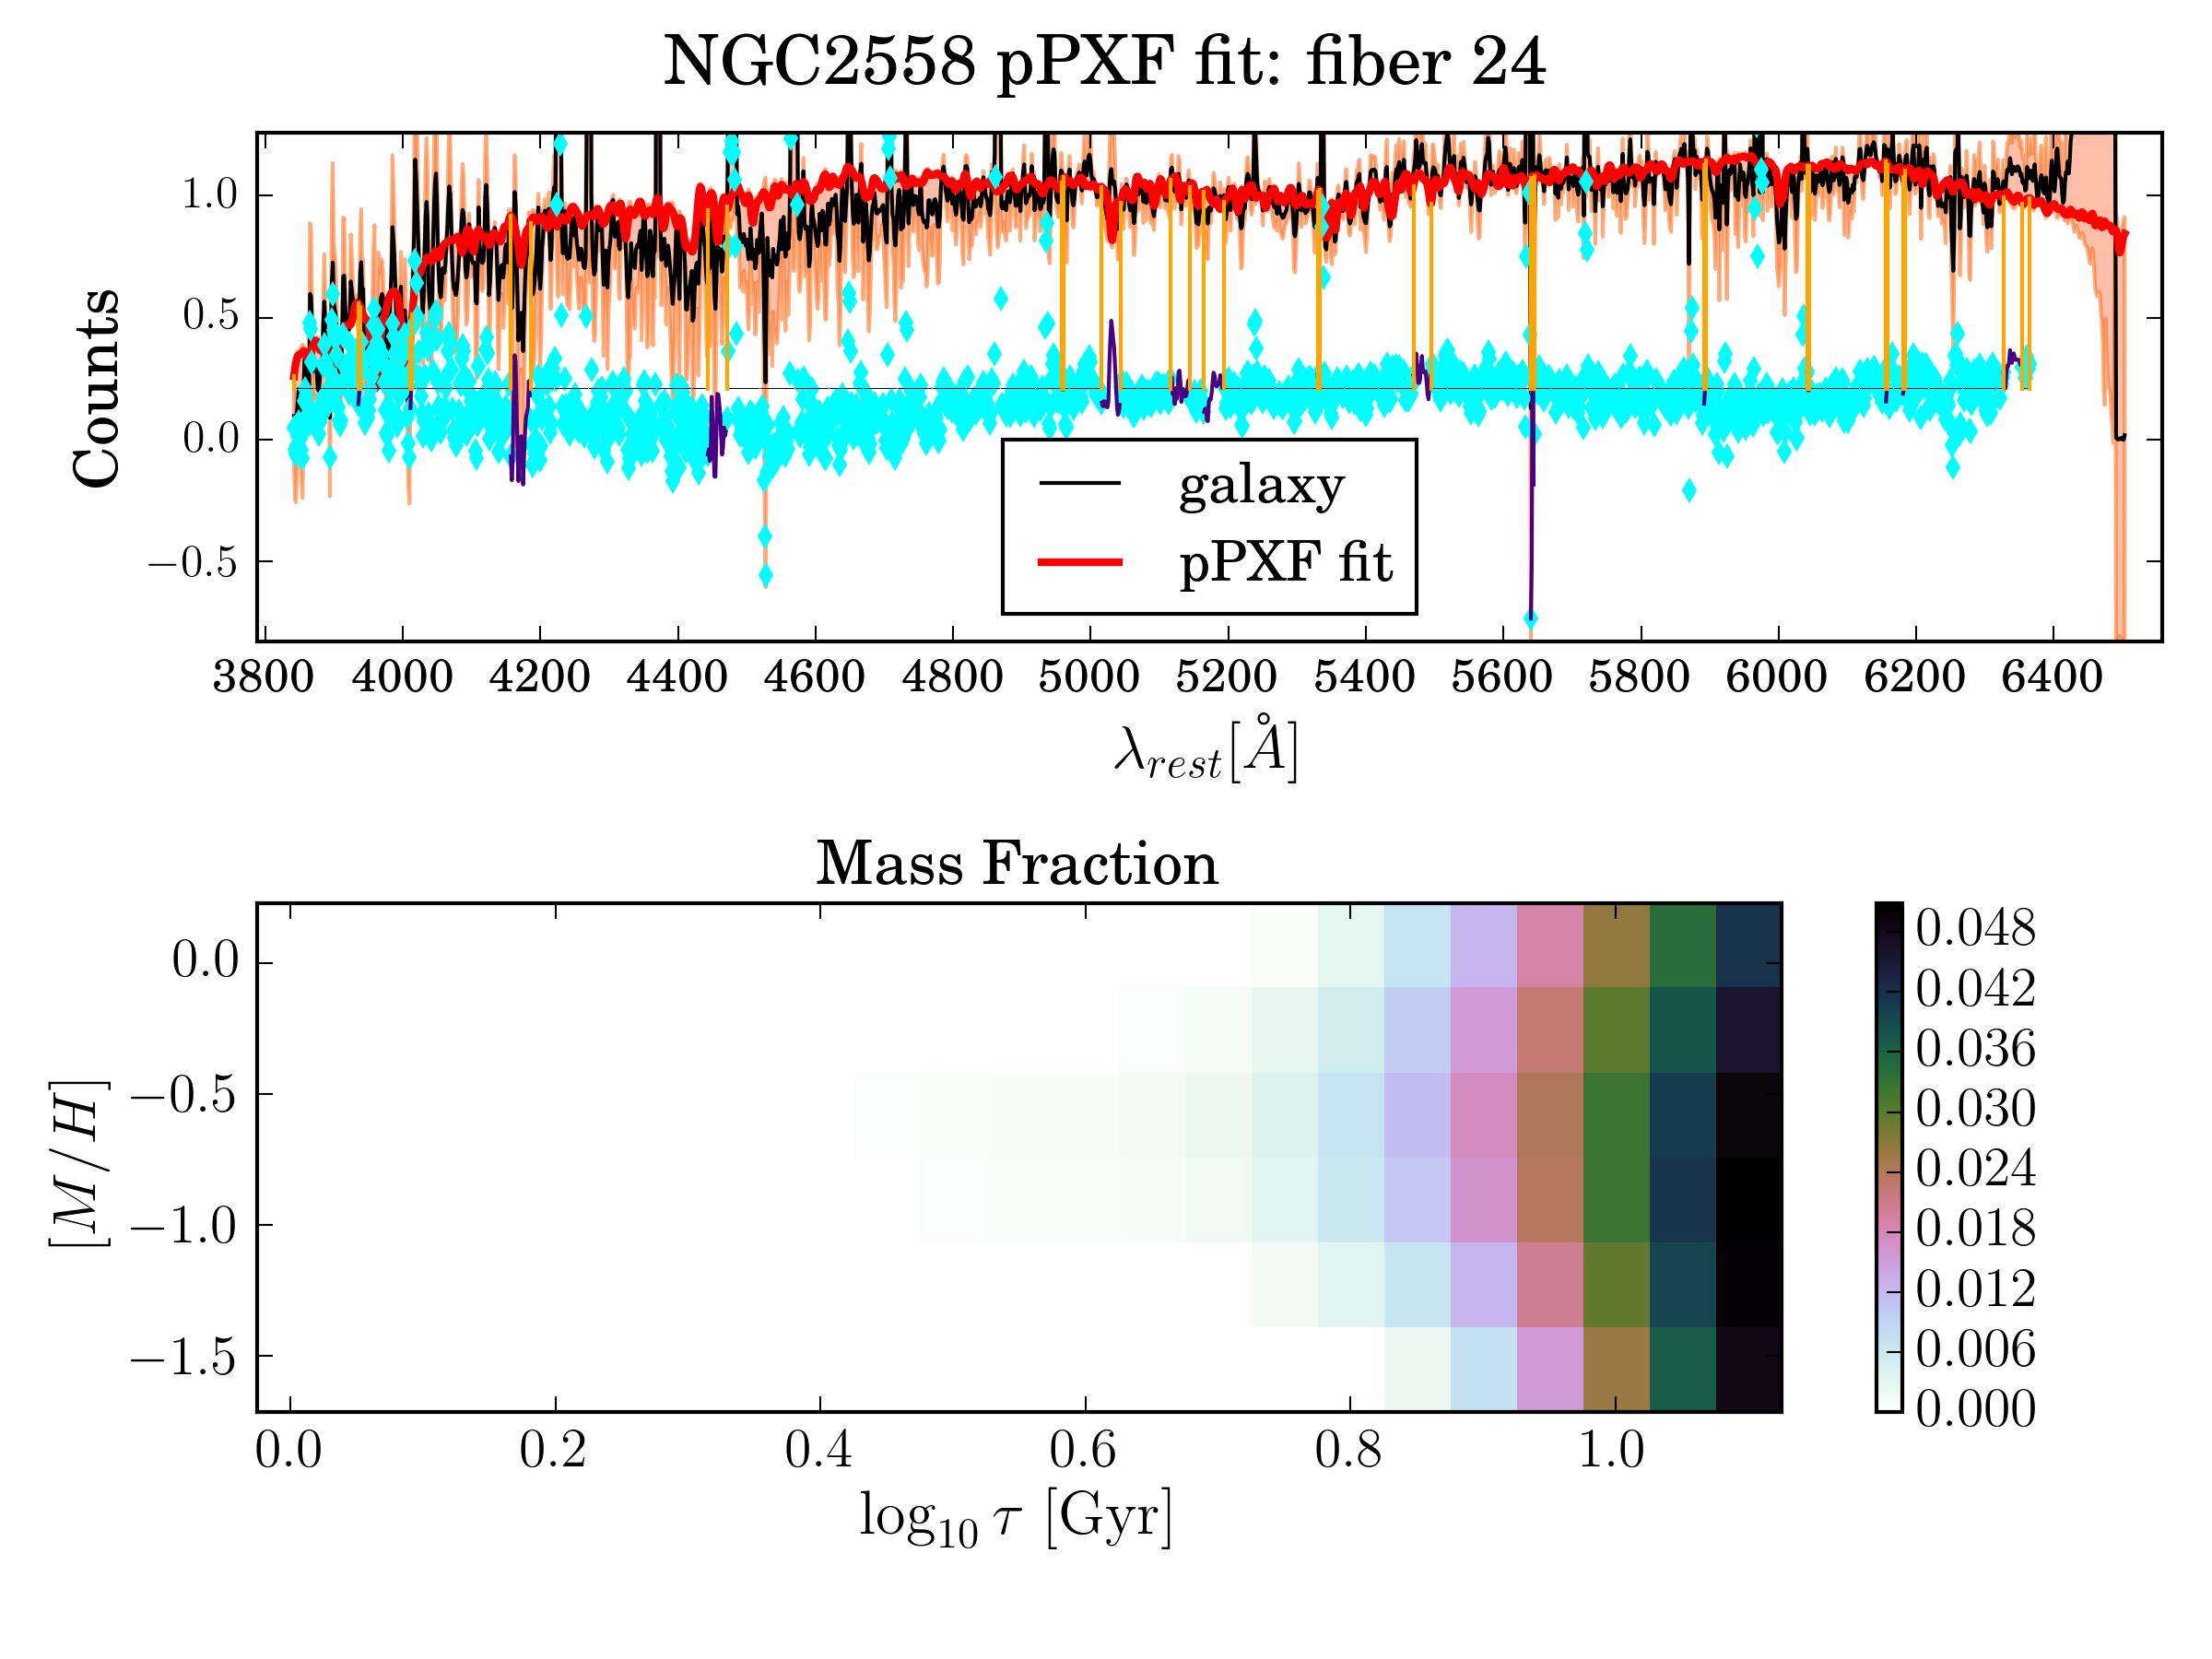 NGC2558 pPXF fit: fiber 24
Counts
1.0
0.5
0.0
−0.5
galaxy
pPXF fit
3800 4000 4200 4400 4600 4800 5000 5200 5400 5600 5800 6000 6200 6400
λrest[Å]
Mass Fraction
[M/H]
0.0
−0.5
−1.0
−1.5
0.0 0.2 0.4 0.6 0.8 1.0
log10 τ [Gyr]
0.048
0.042
0.036
0.030
0.024
0.018
0.012
0.006
0.000